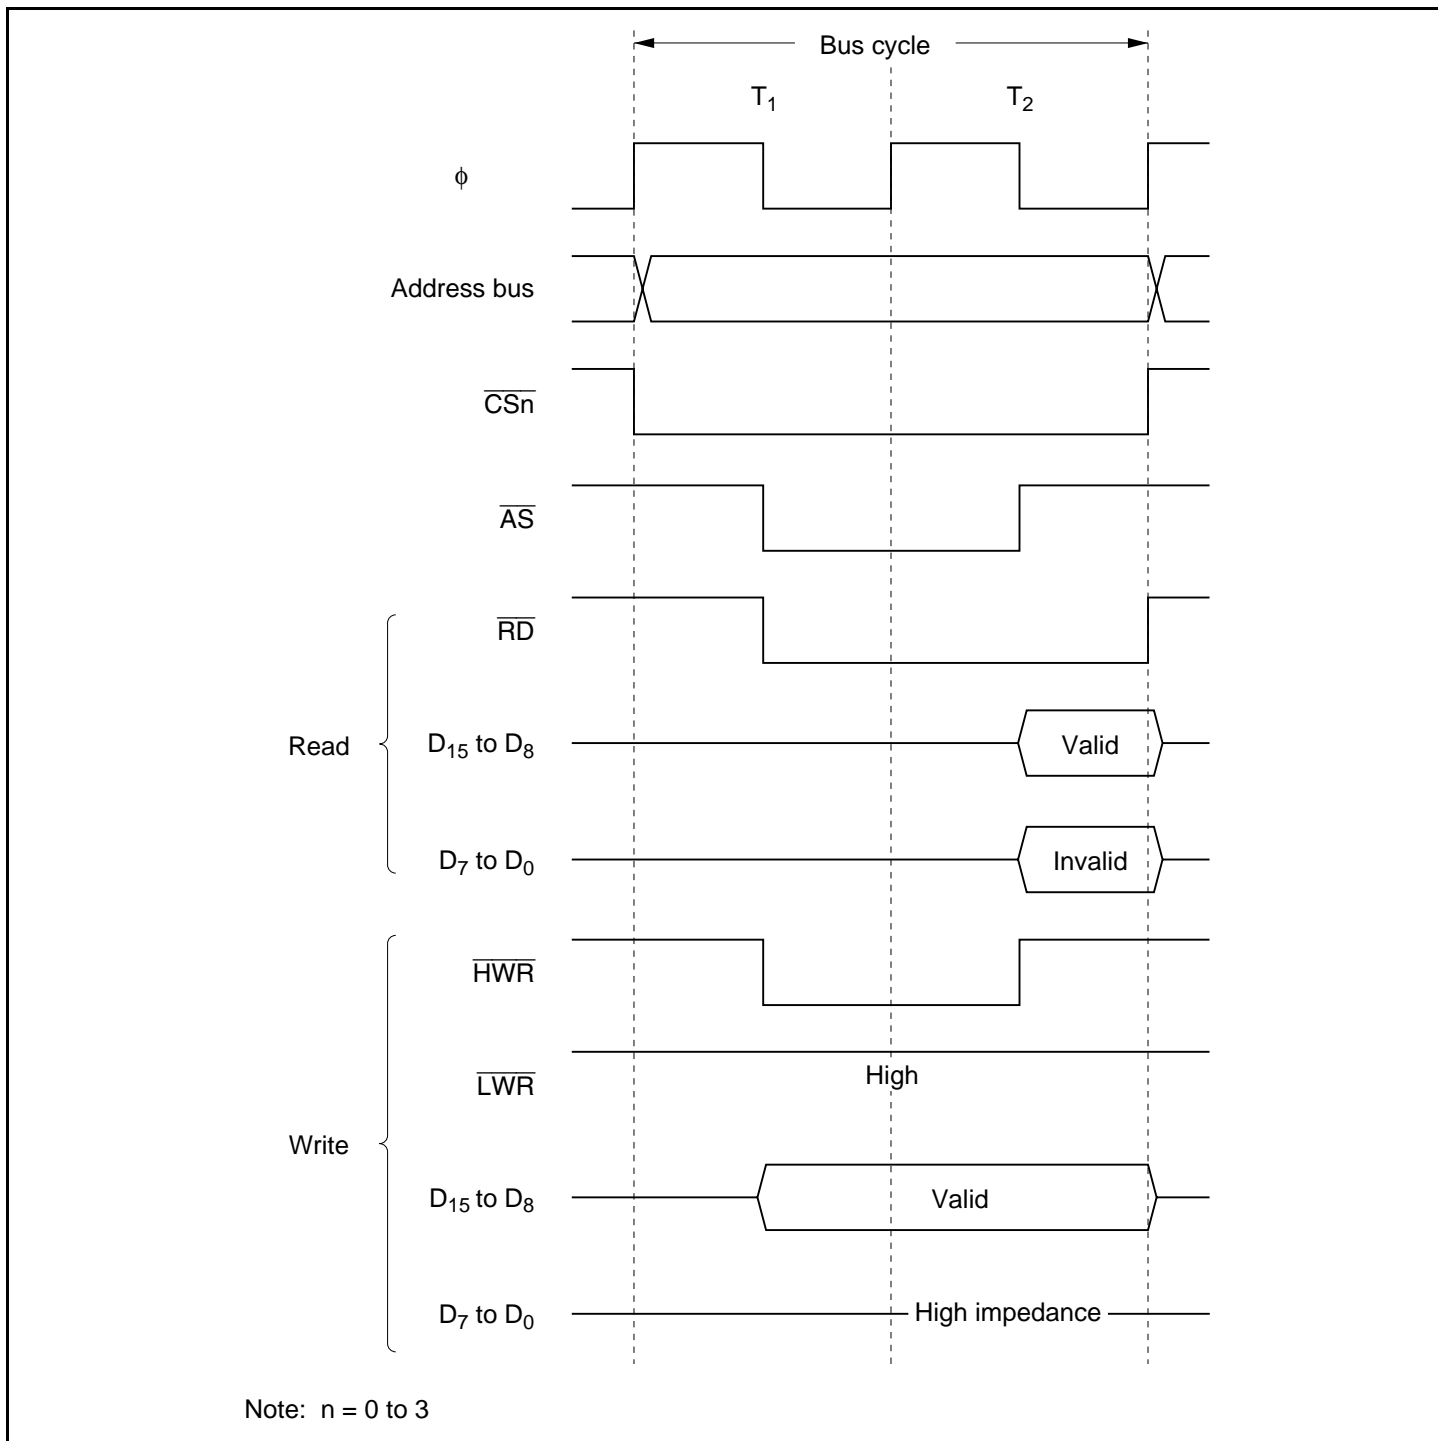 Bus cycle
T1 T2
φ
Address bus
CSn
AS
RD
Read
D15 to D8 Valid
D7 to D0 Invalid
HWR
LWR High
Write
D15 to D8 Valid
D7 to D0 High impedance
Note: n = 0 to 3